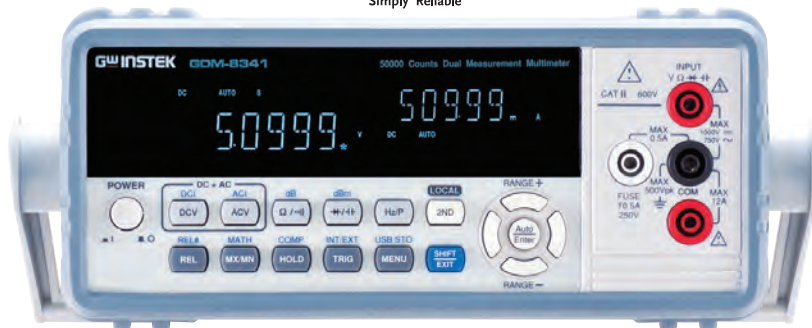 Simply Reliable
GWINSTEK GDM-8341 50000 Counts Dual Measurement Multimeter
DC AUTO S
50999 m A
5.0999 V
DC AUTO
POWER
DC + AC
DCI ACI dB dBm LOCAL
DCV ACV Ω Hz/P 2ND
I O
REL# MATH COMP INT/EXT USB STO
REL MX/MN HOLD TRIG MENU SHIFT EXIT
RANGE +
Auto
Enter
RANGE −
INPUT
V Ω
CAT II 600V
MAX
1000V
750V
MAX
0.5A
MAX
500Vpk
COM
MAX
12A
FUSE
T0.5A
250V